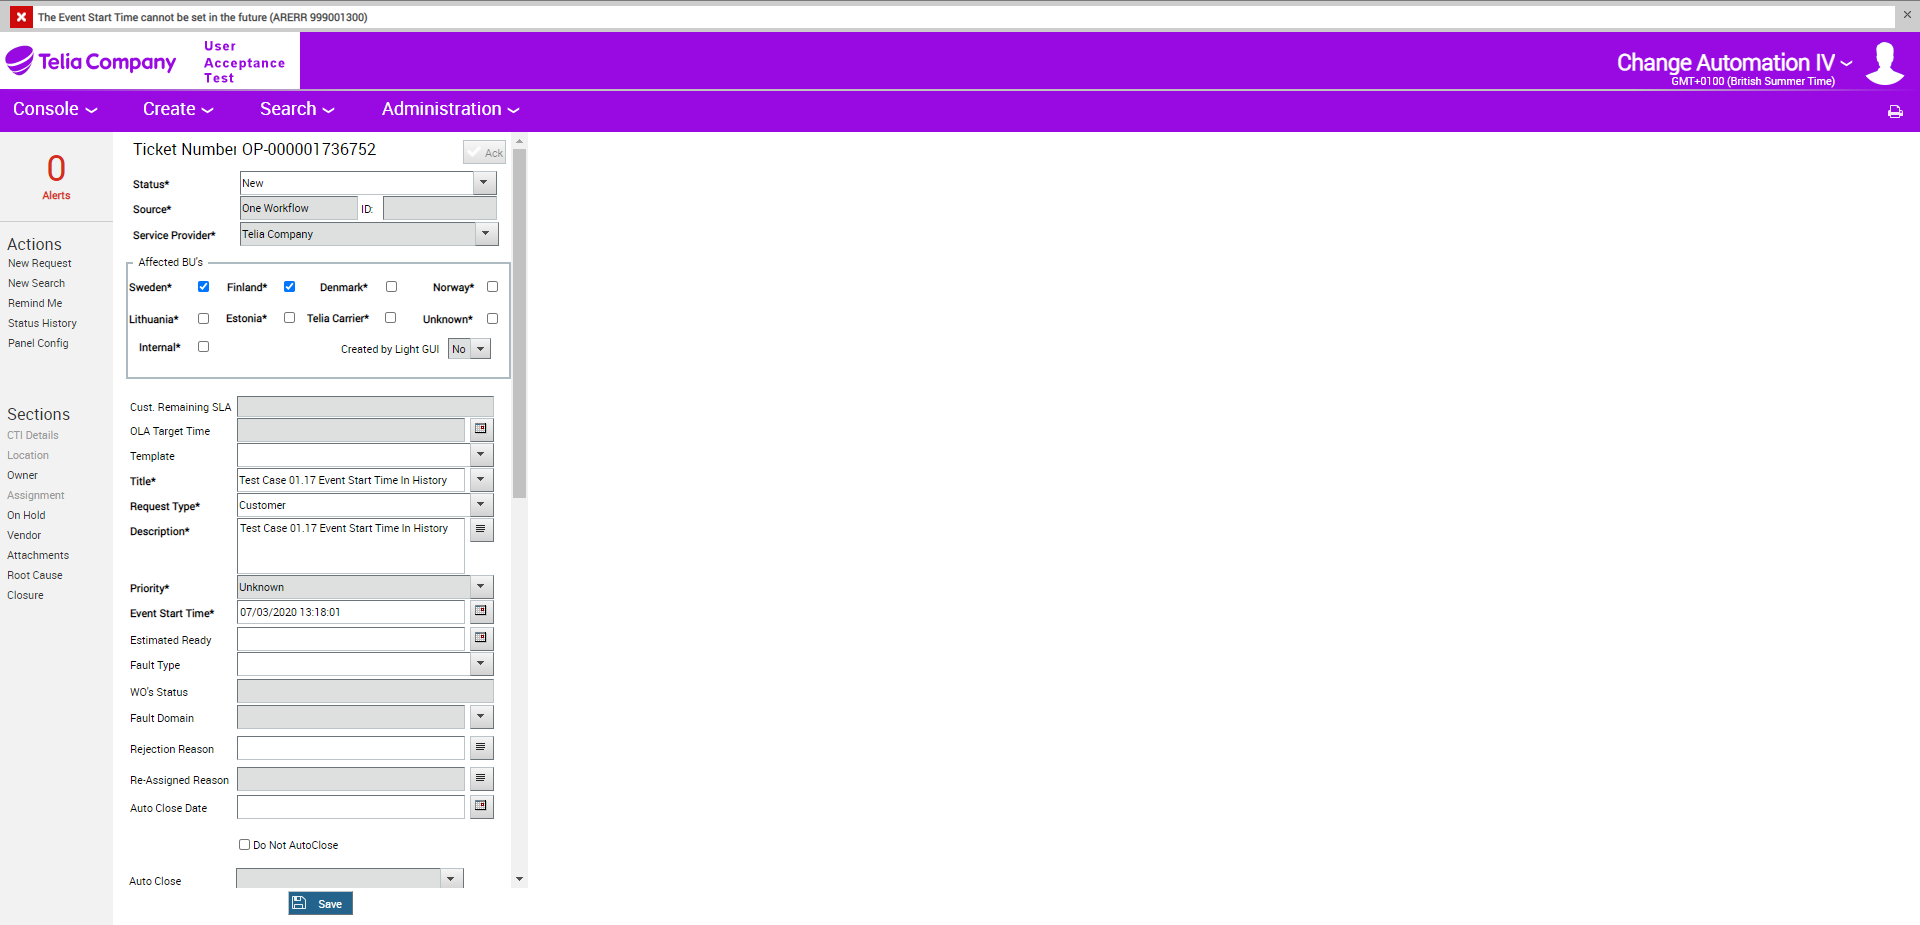 The Event Start Time cannot be set in the future (ARERR 999001300)
Telia Company
User
Acceptance
Test
Change Automation IV
GMT+0100 (British Summer Time)
Console
Create
Search
Administration
0
Alerts
Actions
New Request
New Search
Remind Me
Status History
Panel Config
Sections
CTI Details
Location
Owner
Assignment
On Hold
Vendor
Attachments
Root Cause
Closure
Ticket Number OP-000001736752
Ack
Status* New
Source* One Workflow ID:
Service Provider* Telia Company
Affected BU's
Sweden* Finland* Denmark* Norway*
Lithuania* Estonia* Telia Carrier* Unknown*
Internal* Created by Light GUI No
Cust. Remaining SLA
OLA Target Time
Template
Title* Test Case 01.17 Event Start Time In History
Request Type* Customer
Description* Test Case 01.17 Event Start Time In History
Priority* Unknown
Event Start Time* 07/03/2020 13:18:01
Estimated Ready
Fault Type
WO's Status
Fault Domain
Rejection Reason
Re-Assigned Reason
Auto Close Date
Do Not AutoClose
Auto Close
Save